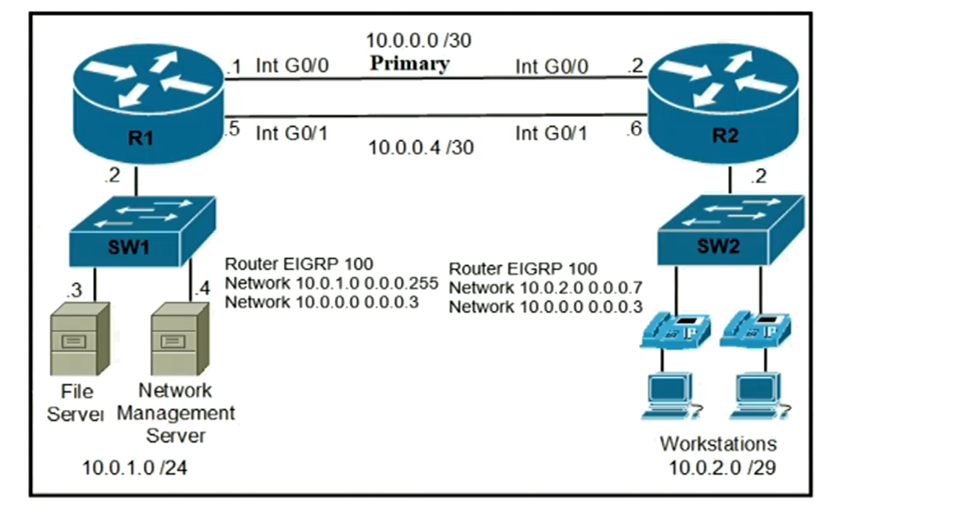 10.0.0.0 /30
.1 Int G0/0 Primary Int G0/0 .2
R1
R2
.5 Int G0/1 10.0.0.4 /30 Int G0/1 .6
.2
.2
SW1
SW2
Router EIGRP 100
Network 10.0.1.0 0.0.0.255
Network 10.0.0.0 0.0.0.3
Router EIGRP 100
Network 10.0.2.0 0.0.0.7
Network 10.0.0.0 0.0.0.3
.3
.4
File
Server
Network
Management
Server
10.0.1.0 /24
Workstations
10.0.2.0 /29